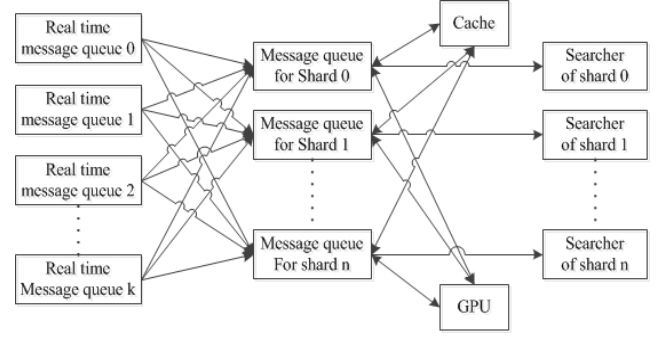 Real time
message queue 0
Real time
message queue 1
Real time
message queue 2
Real time
Message queue k
Message queue
for Shard 0
Message queue
for Shard 1
Message queue
For shard n
Cache
GPU
Searcher
of shard 0
Searcher
of shard 1
Searcher
of shard n